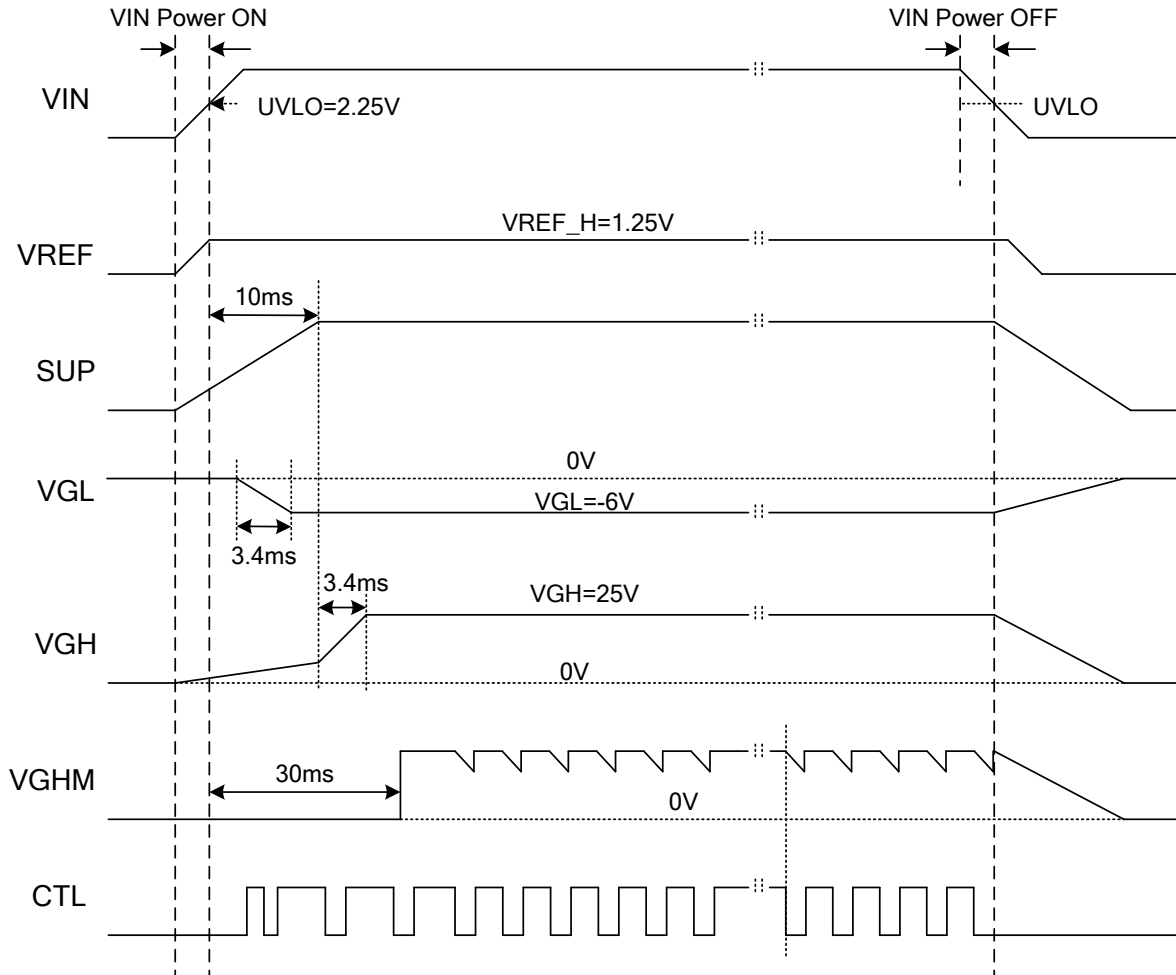 VIN Power ON
VIN Power OFF
VIN
UVLO=2.25V
UVLO
VREF
VREF_H=1.25V
10ms
SUP
VGL
0V
VGL=-6V
3.4ms
3.4ms
VGH=25V
VGH
0V
VGHM
30ms
0V
CTL